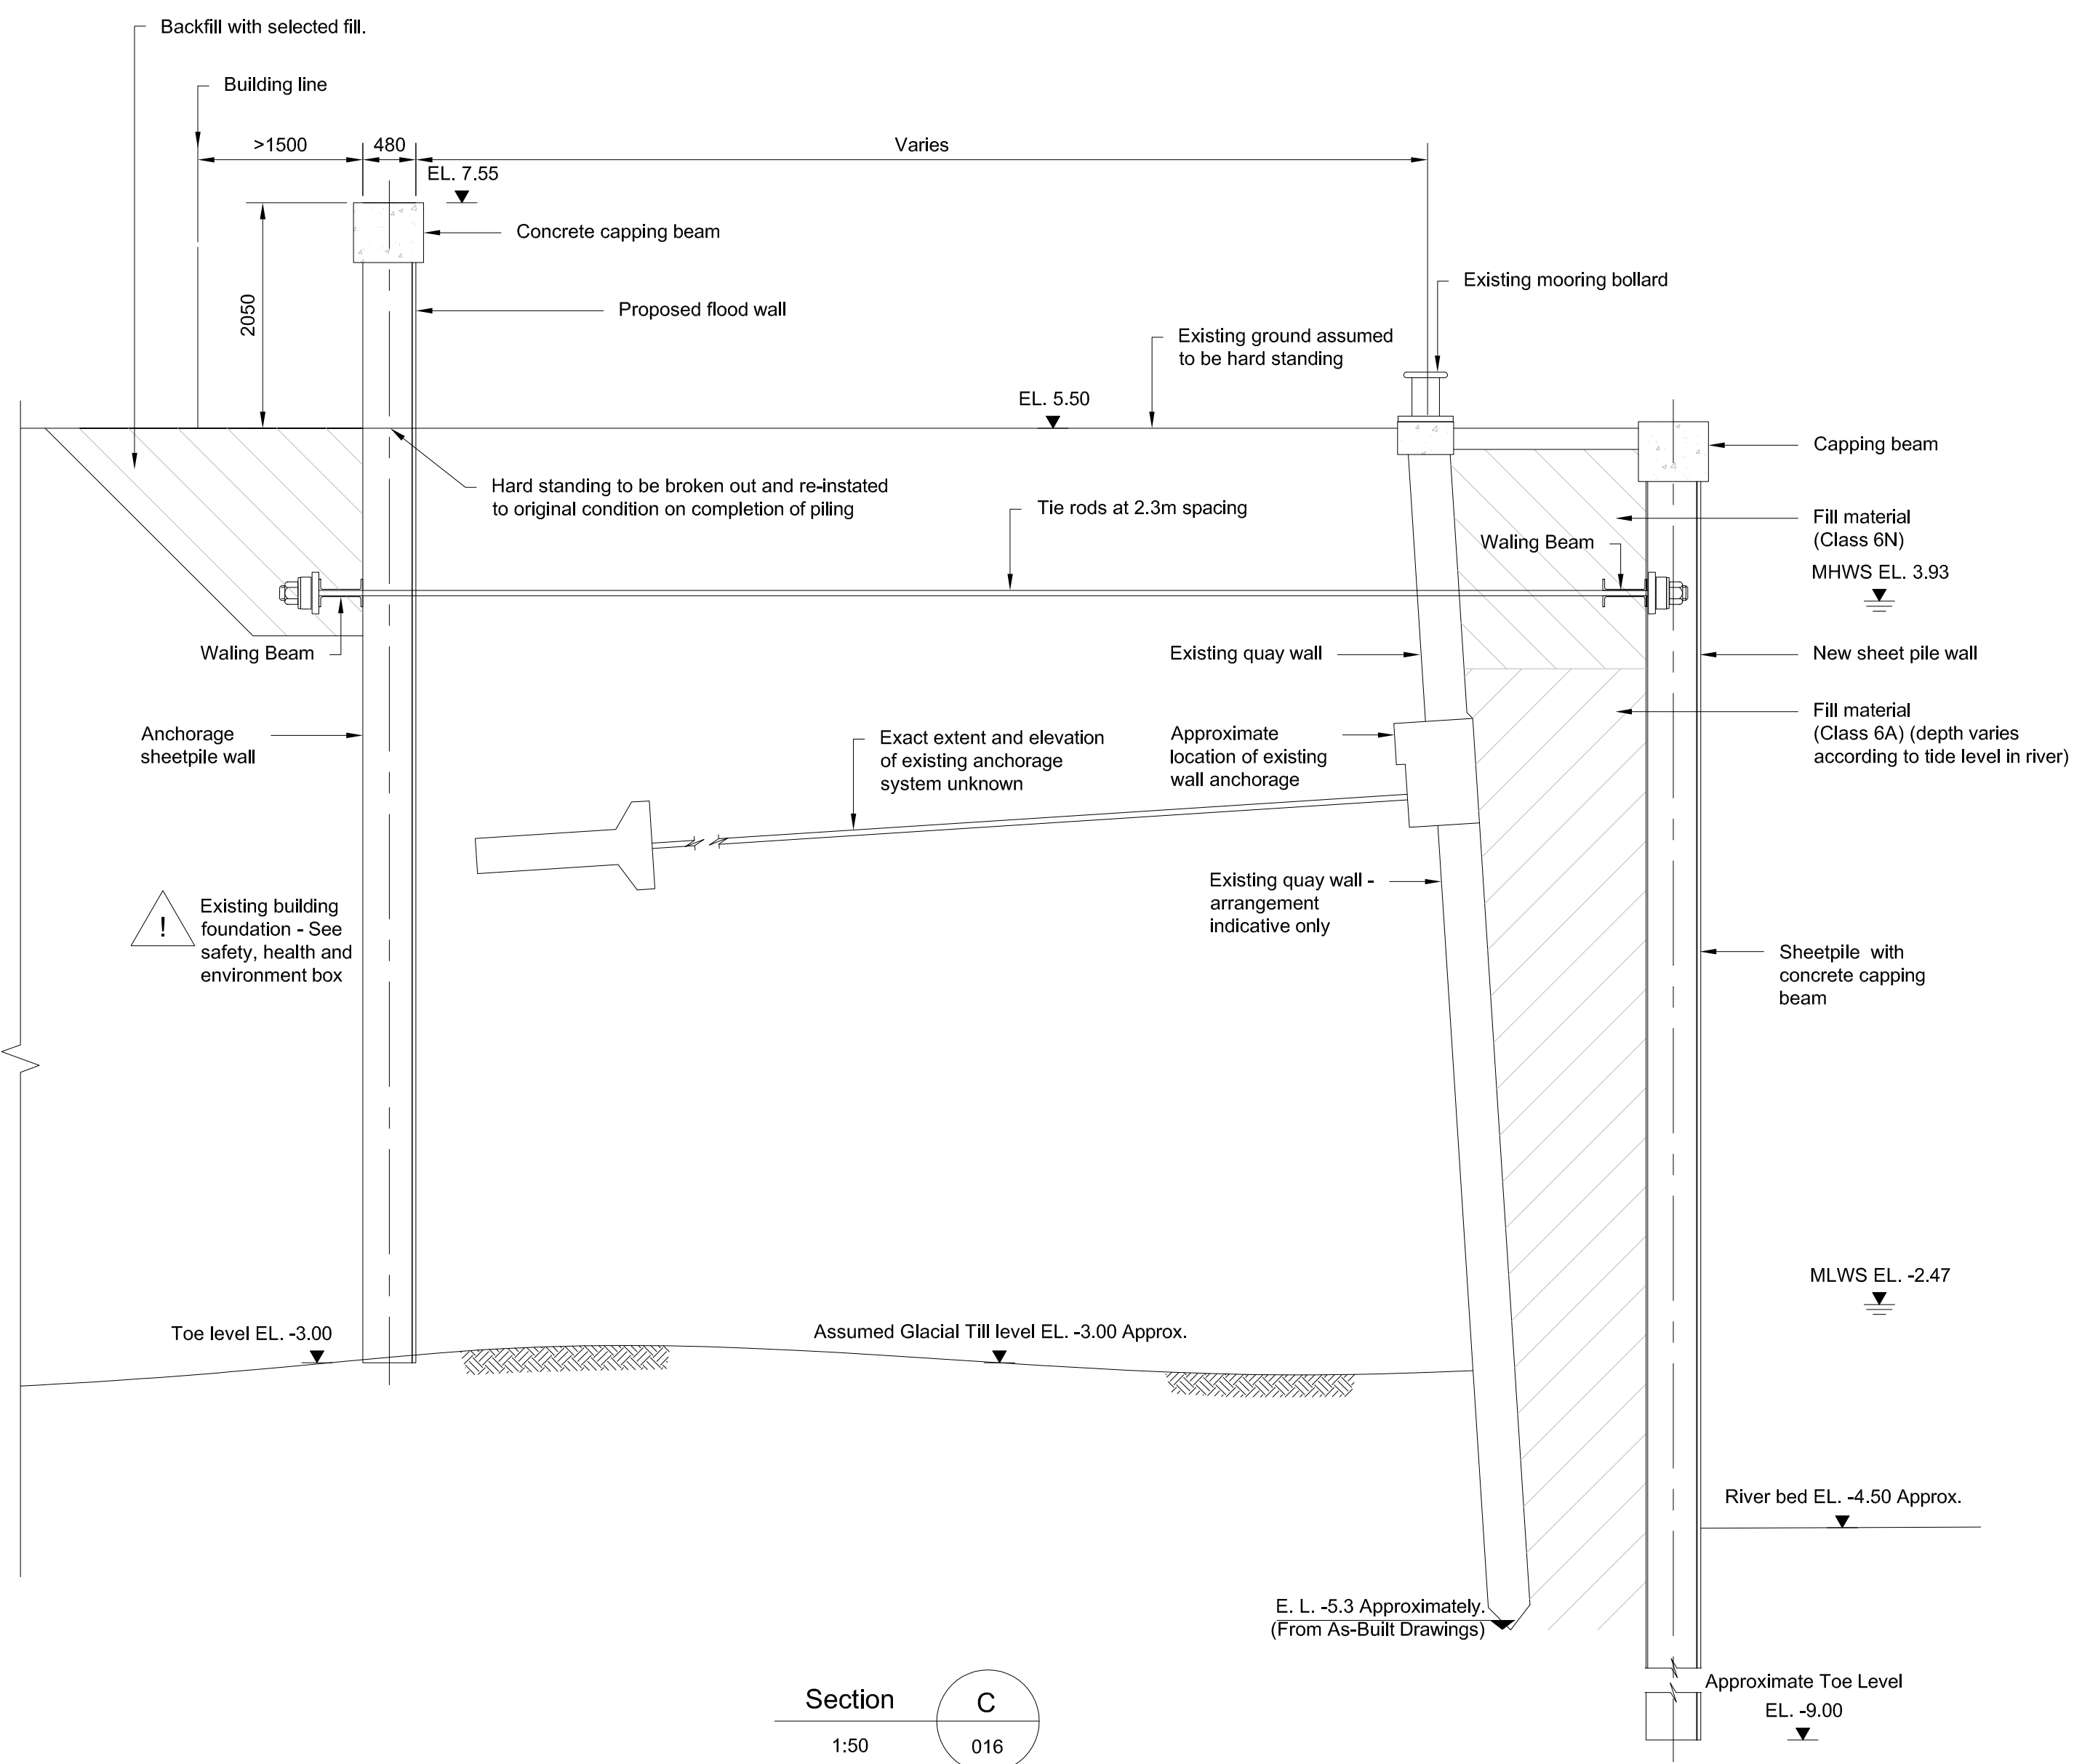 Backfill with selected fill.
Building line
>1500
480
Varies
EL. 7.55
Concrete capping beam
2050
Proposed flood wall
Existing mooring bollard
Existing ground assumed
to be hard standing
EL. 5.50
Capping beam
Hard standing to be broken out and re-instated
to original condition on completion of piling
Tie rods at 2.3m spacing
Waling Beam
Fill material
(Class 6N)
MHWS EL. 3.93
Waling Beam
Existing quay wall
New sheet pile wall
Anchorage
sheetpile wall
Exact extent and elevation
of existing anchorage
system unknown
Approximate
location of existing
wall anchorage
Fill material
(Class 6A) (depth varies
according to tide level in river)
!
Existing building
foundation - See
safety, health and
environment box
Existing quay wall -
arrangement
indicative only
Sheetpile with
concrete capping
beam
MLWS EL. -2.47
Toe level EL. -3.00
Assumed Glacial Till level EL. -3.00 Approx.
River bed EL. -4.50 Approx.
E. L. -5.3 Approximately.
(From As-Built Drawings)
Approximate Toe Level
EL. -9.00
Section
C
1:50
016